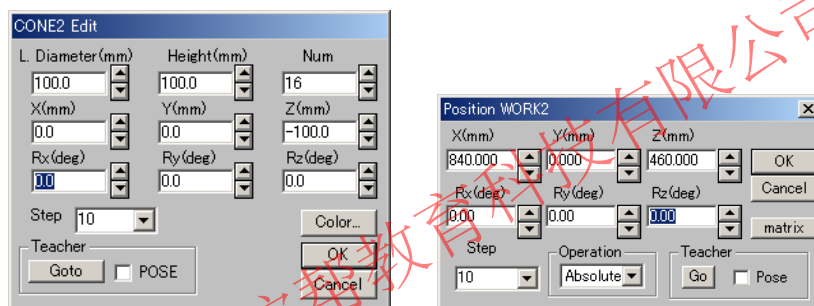 CONE2 Edit
L. Diameter(mm) Height(mm) Num
100.0 100.0 16
X(mm) Y(mm) Z(mm)
0.0 0.0 -100.0
Rx(deg) Ry(deg) Rz(deg)
0.0 0.0 0.0
Step 10
Color...
Teacher
Goto POSE
OK
Cancel
Position WORK2
X(mm) Y(mm) Z(mm)
840.000 0.000 460.000
OK
Rx(deg) Ry(deg) Rz(deg)
Cancel
0.00 0.00 0.00
matrix
Step Operation Teacher
10 Absolute Go Pose
帮教育科技有限公司